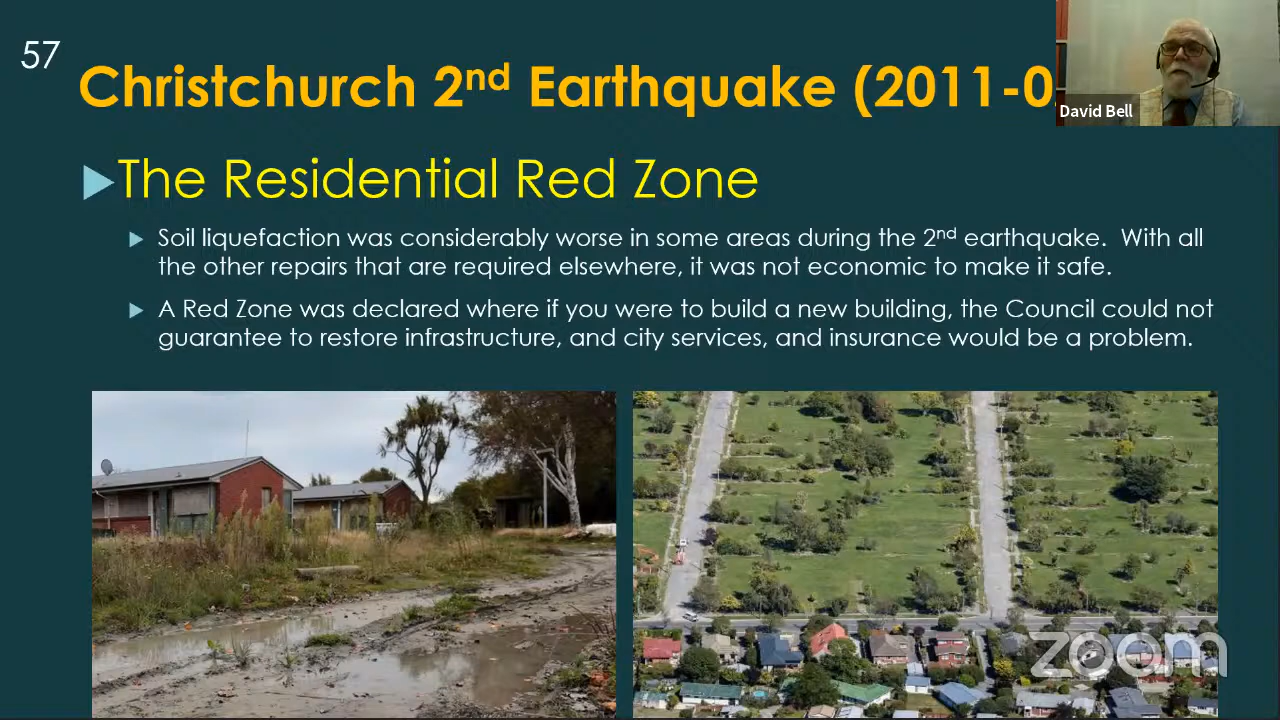 57
Christchurch 2nd Earthquake (2011-0
David Bell
The Residential Red Zone
Soil liquefaction was considerably worse in some areas during the 2nd earthquake. With all
the other repairs that are required elsewhere, it was not economic to make it safe.
A Red Zone was declared where if you were to build a new building, the Council could not
guarantee to restore infrastructure, and city services, and insurance would be a problem.
zoom